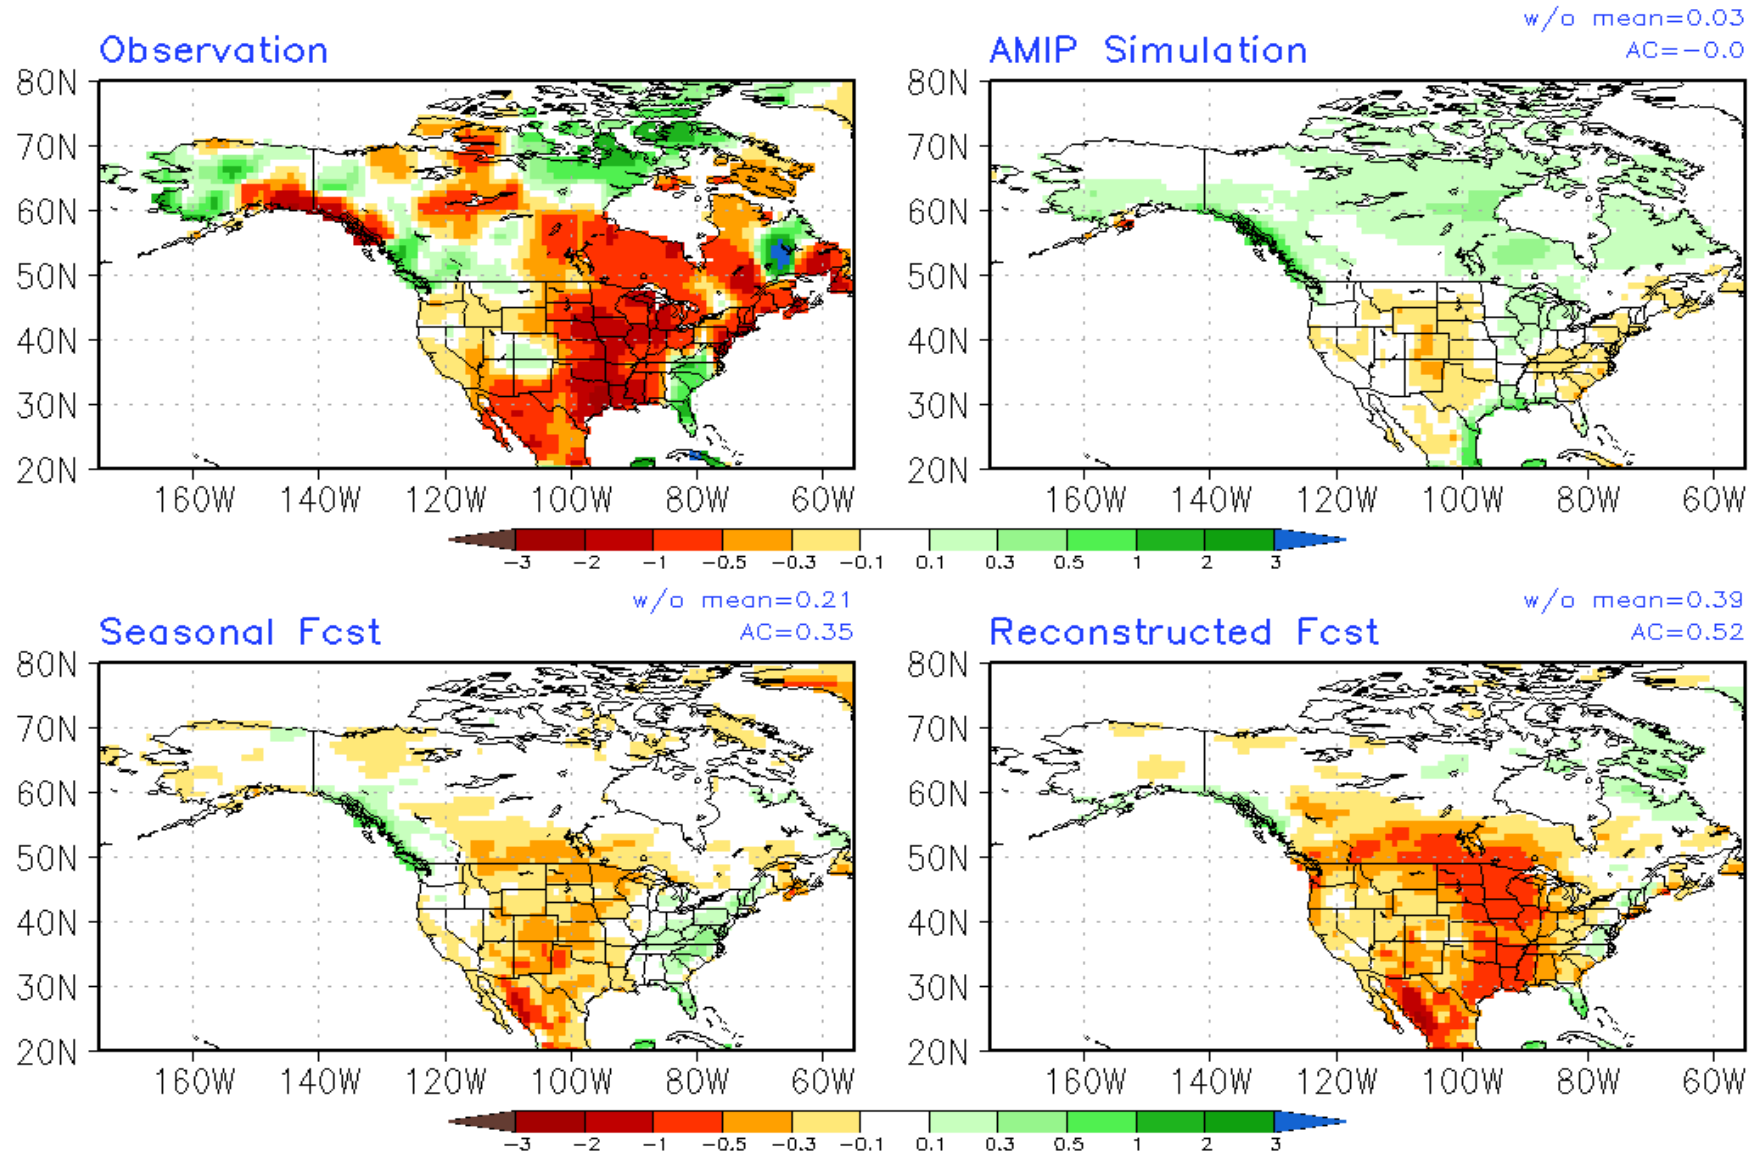 w/o mean=0.03
Observation AMIP Simulation AC=-0.0
80N 80N
70N 70N
60N 60N
50N 50N
40N 40N
30N 30N
20N 20N
160W 140W 120W 100W 80W 60W 160W 140W 120W 100W 80W 60W
-3 -2 -1 -0.5 -0.3 -0.1 0.1 0.3 0.5 1 2 3
w/o mean=0.21 w/o mean=0.39
Seasonal Fcst AC=0.35 Reconstructed Fcst AC=0.52
80N 80N
70N 70N
60N 60N
50N 50N
40N 40N
30N 30N
20N 20N
160W 140W 120W 100W 80W 60W 160W 140W 120W 100W 80W 60W
-3 -2 -1 -0.5 -0.3 -0.1 0.1 0.3 0.5 1 2 3